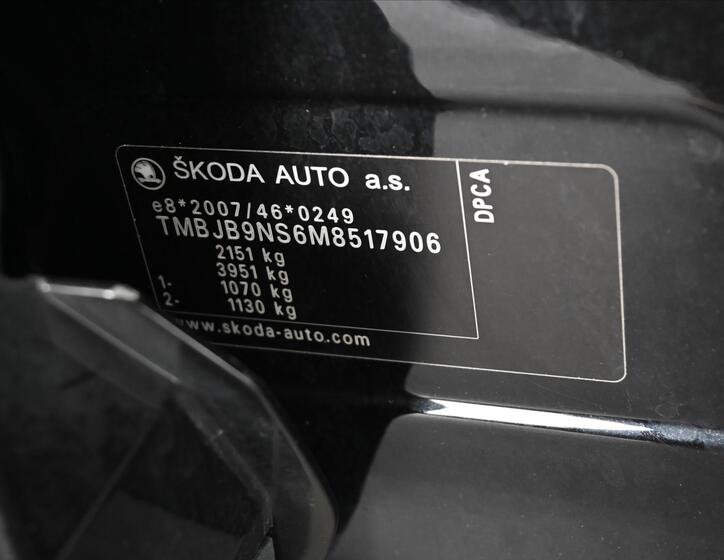 ŠKODA AUTO a.s.
e8*2007/46*0249
TMBJB9NS6M8517906
2151 kg
3951 kg
1- 1070 kg
2- 1130 kg
www.skoda-auto.com
DPCA